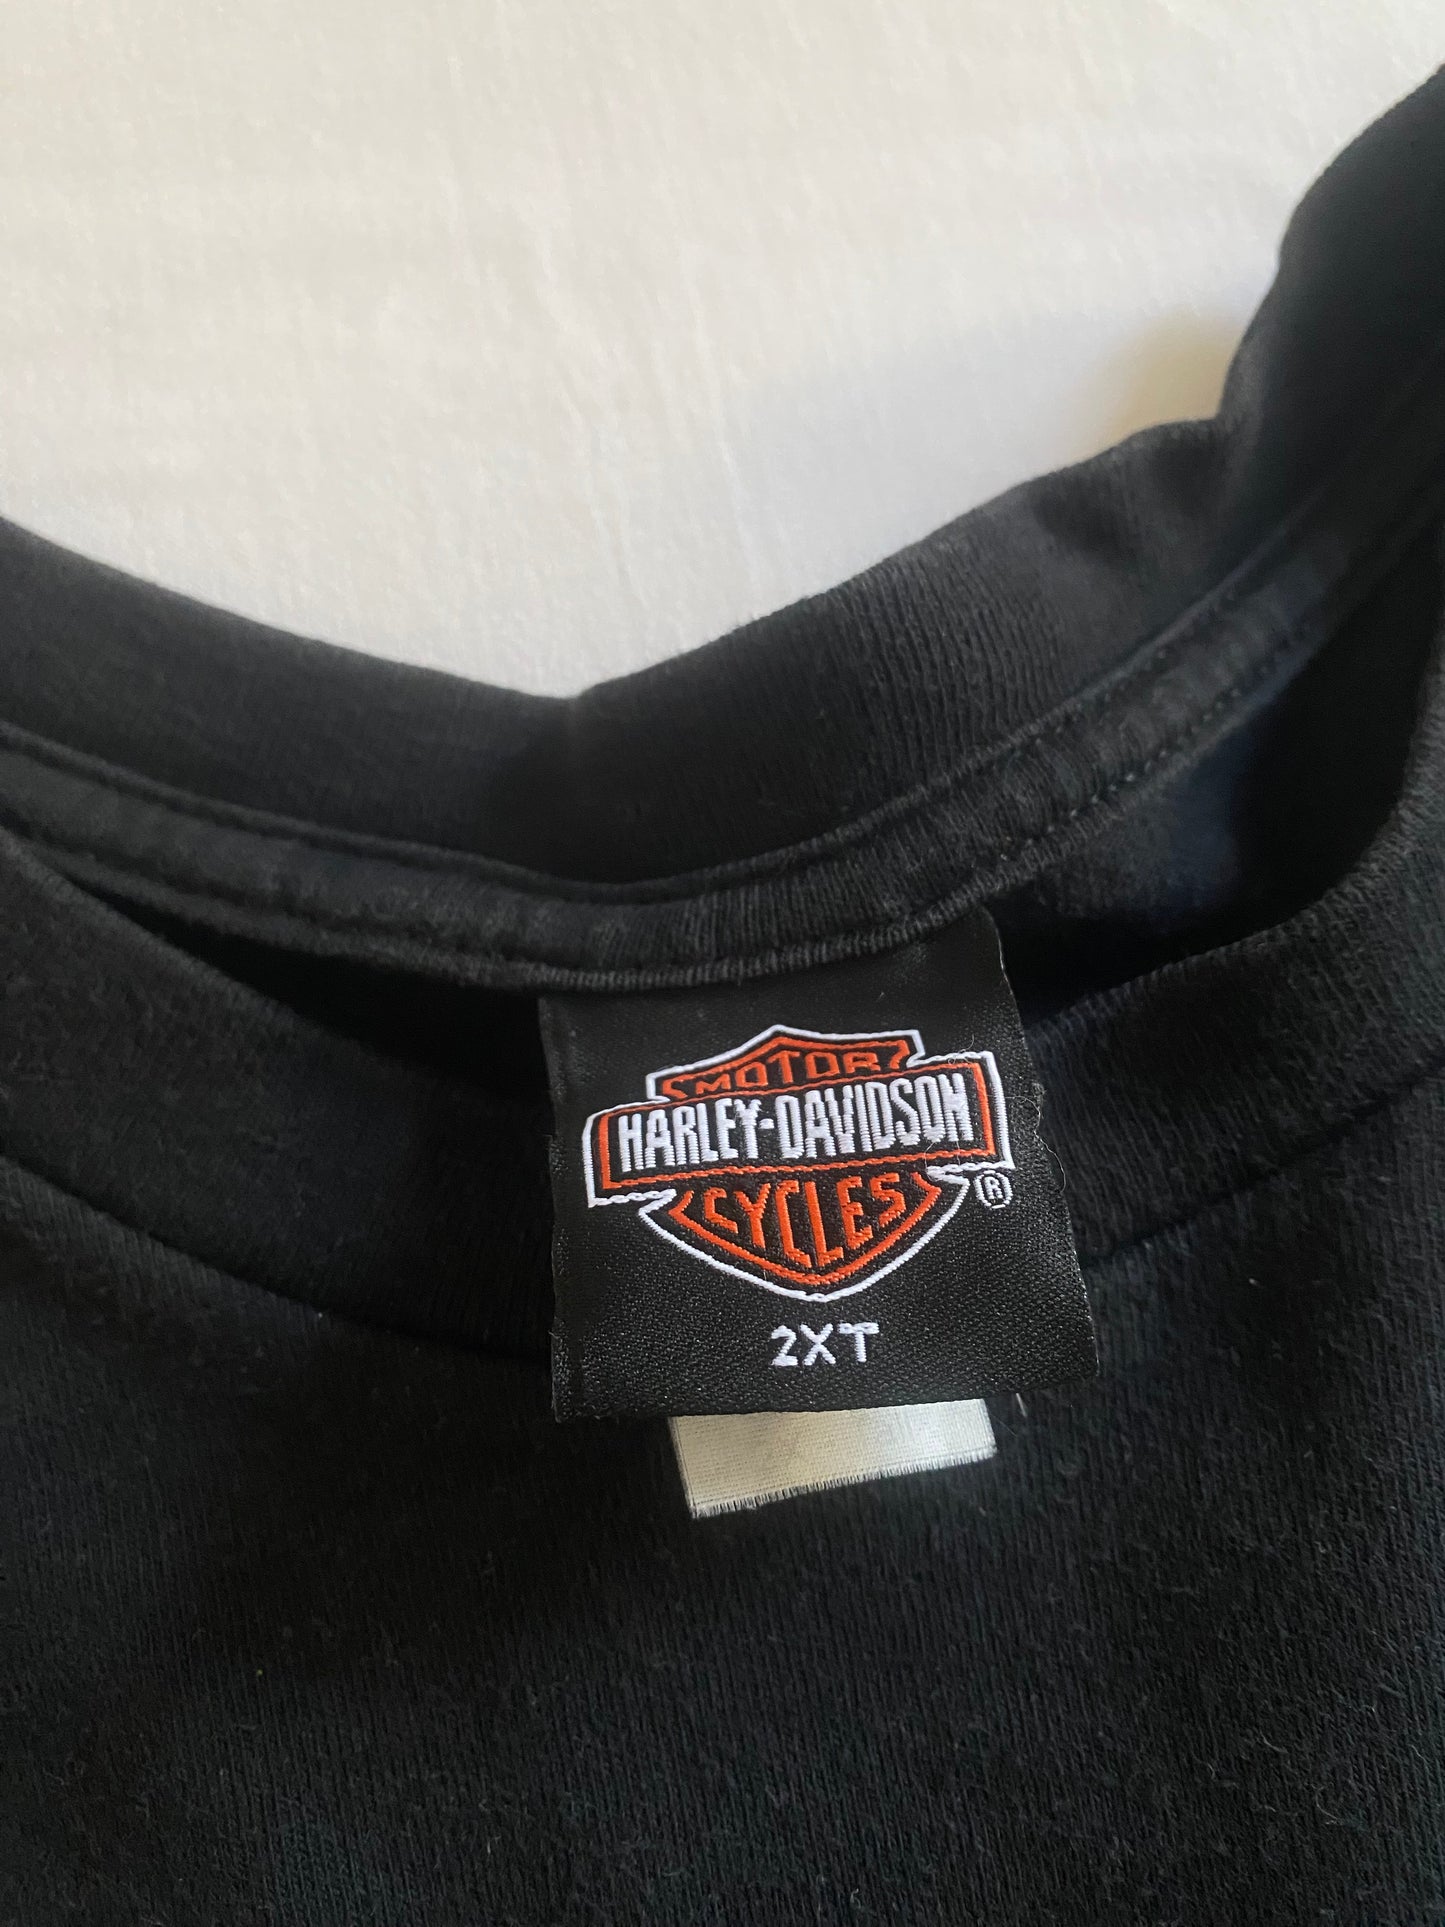 MOTOR
HARLEY-DAVIDSON
CYCLES
®
2XT